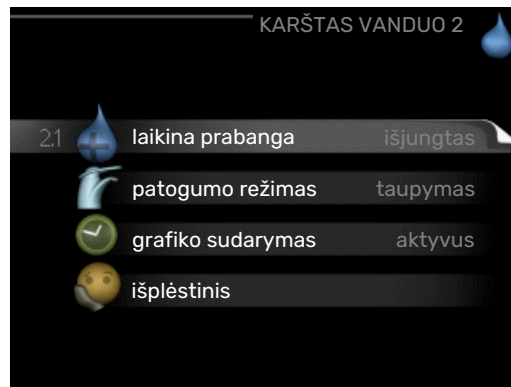 KARŠTAS VANDUO 2
2.1 laikina prabanga išjungtas
patogumo režimas taupymas
grafiko sudarymas aktyvus
išplėstinis